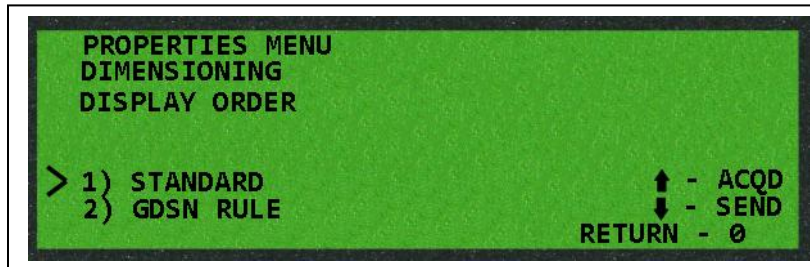 PROPERTIES MENU
DIMENSIONING
DISPLAY ORDER
> 1) STANDARD
⬆ - ACQD
2) GDSN RULE
⬇ - SEND
RETURN - 0